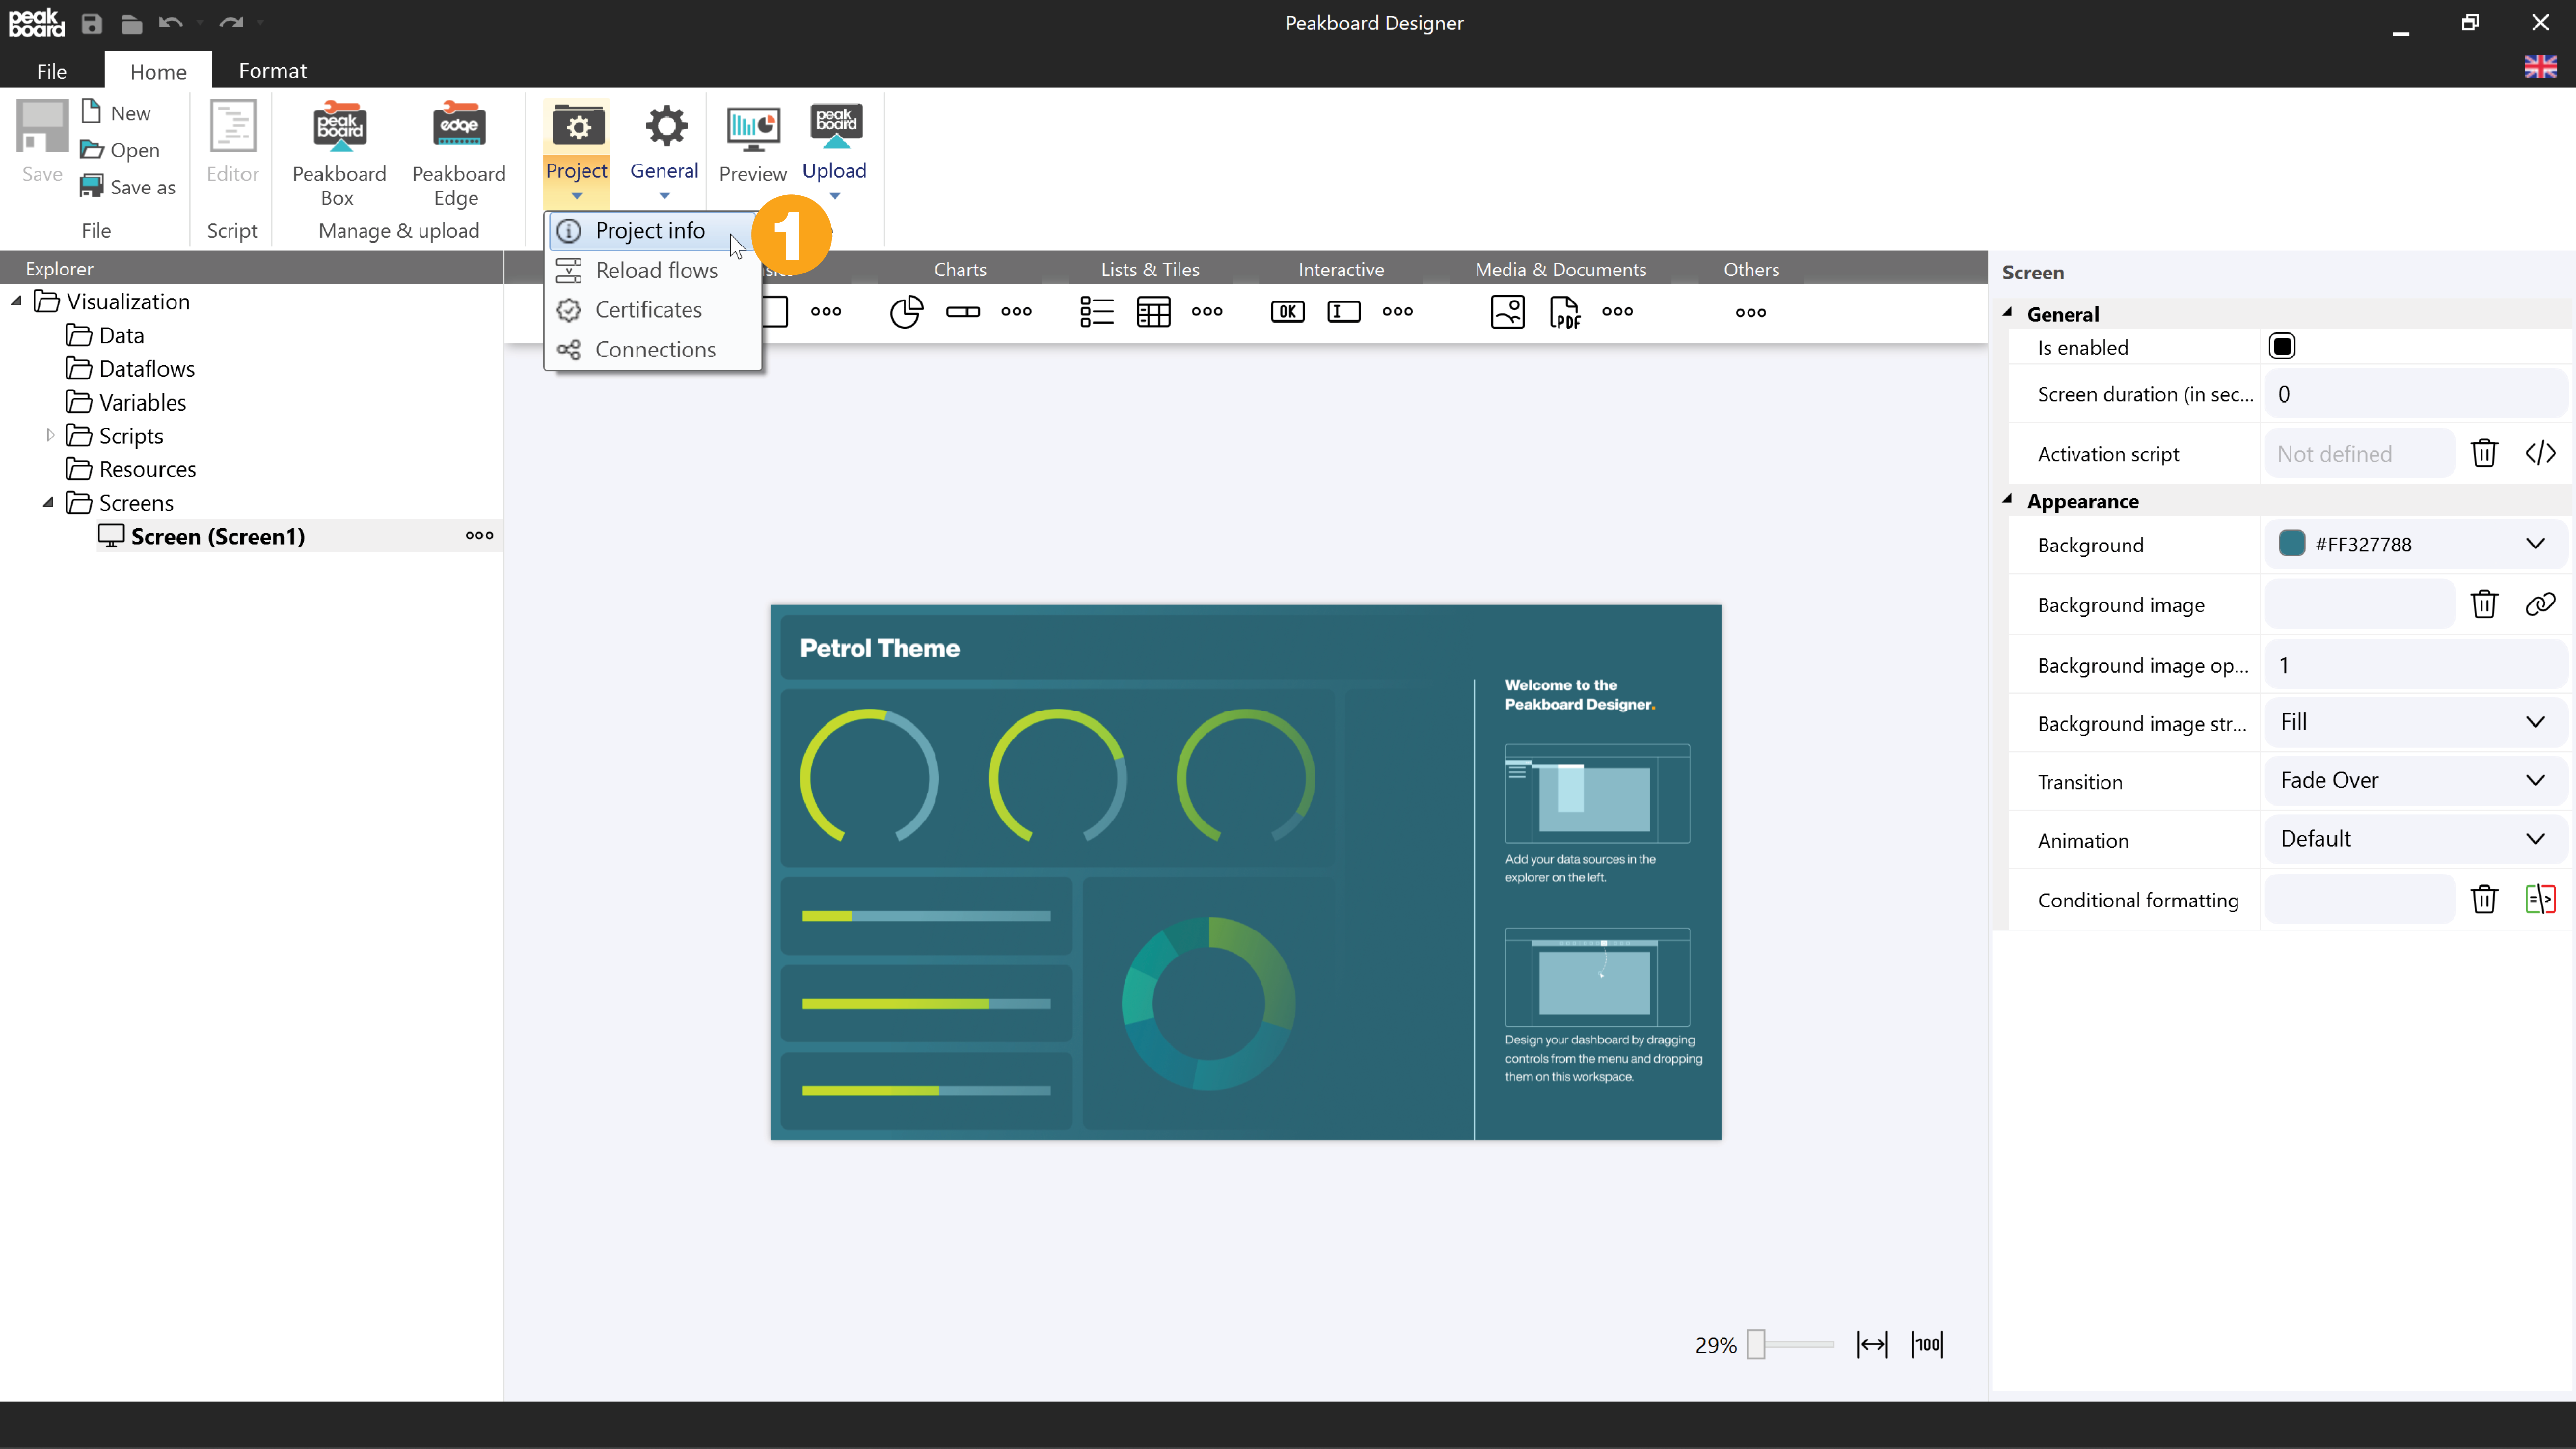 peak
board
Peakboard Designer
File
Home
Format
Save
New
Open
Save as
File
Editor
Script
peak
board
Peakboard
Box
edge
Peakboard
Edge
Manage & upload
Project
General
Preview
peak
board
Upload
Project info
Reload flows
Certificates
Connections
1
Explorer
Visualization
Data
Dataflows
Variables
Scripts
Resources
Screens
Screen (Screen1)
Charts
Lists & Tiles
Interactive
Media & Documents
Others
OK
PDF
Petrol Theme
Welcome to the
Peakboard Designer.
Add your data sources in the
explorer on the left.
Design your dashboard by dragging
controls from the menu and dropping
them on this workspace.
29%
100
Screen
General
Is enabled
Screen duration (in sec... 0
Activation script Not defined
Appearance
Background #FF327788
Background image
Background image op... 1
Background image str... Fill
Transition Fade Over
Animation Default
Conditional formatting